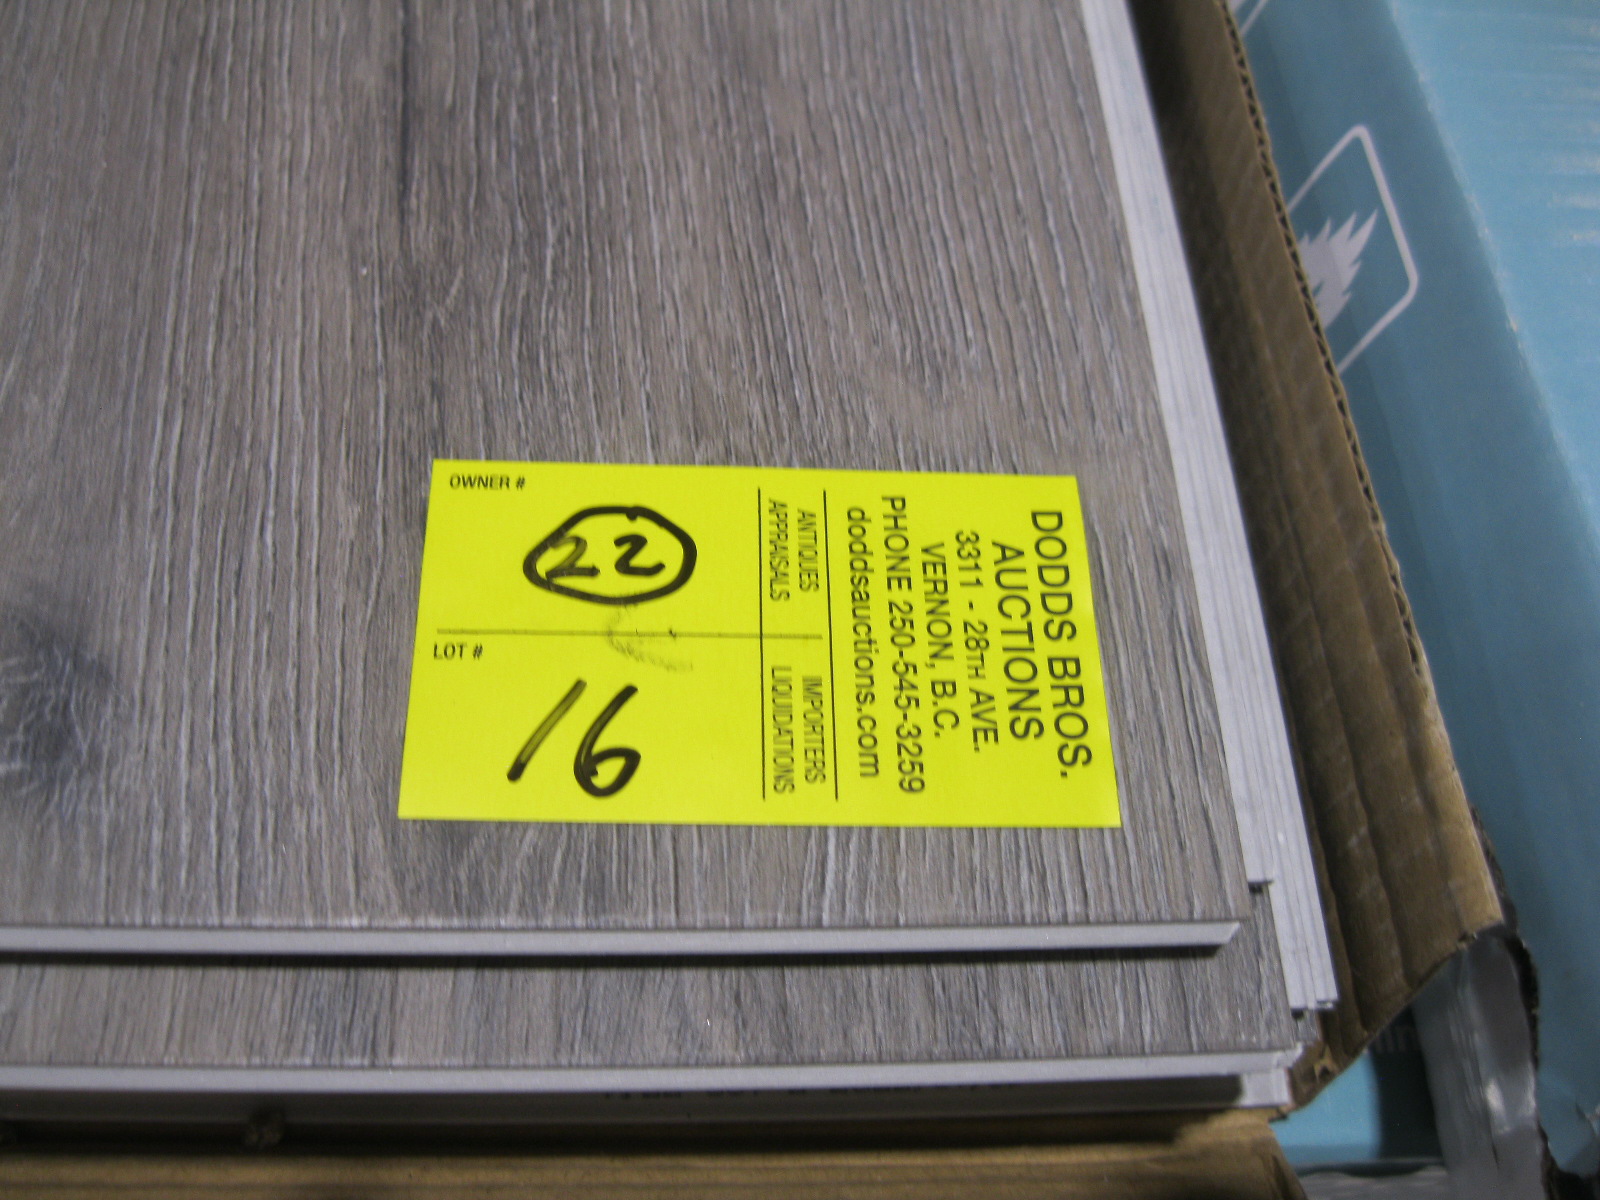 DODDS BROS.
AUCTIONS
3311 - 28TH AVE.
VERNON, B.C.
PHONE 250-545-3259
doddsauctions.com
ANTIQUES
APPRAISALS
IMPORTERS
LIQUIDATIONS
OWNER #
22
LOT #
16